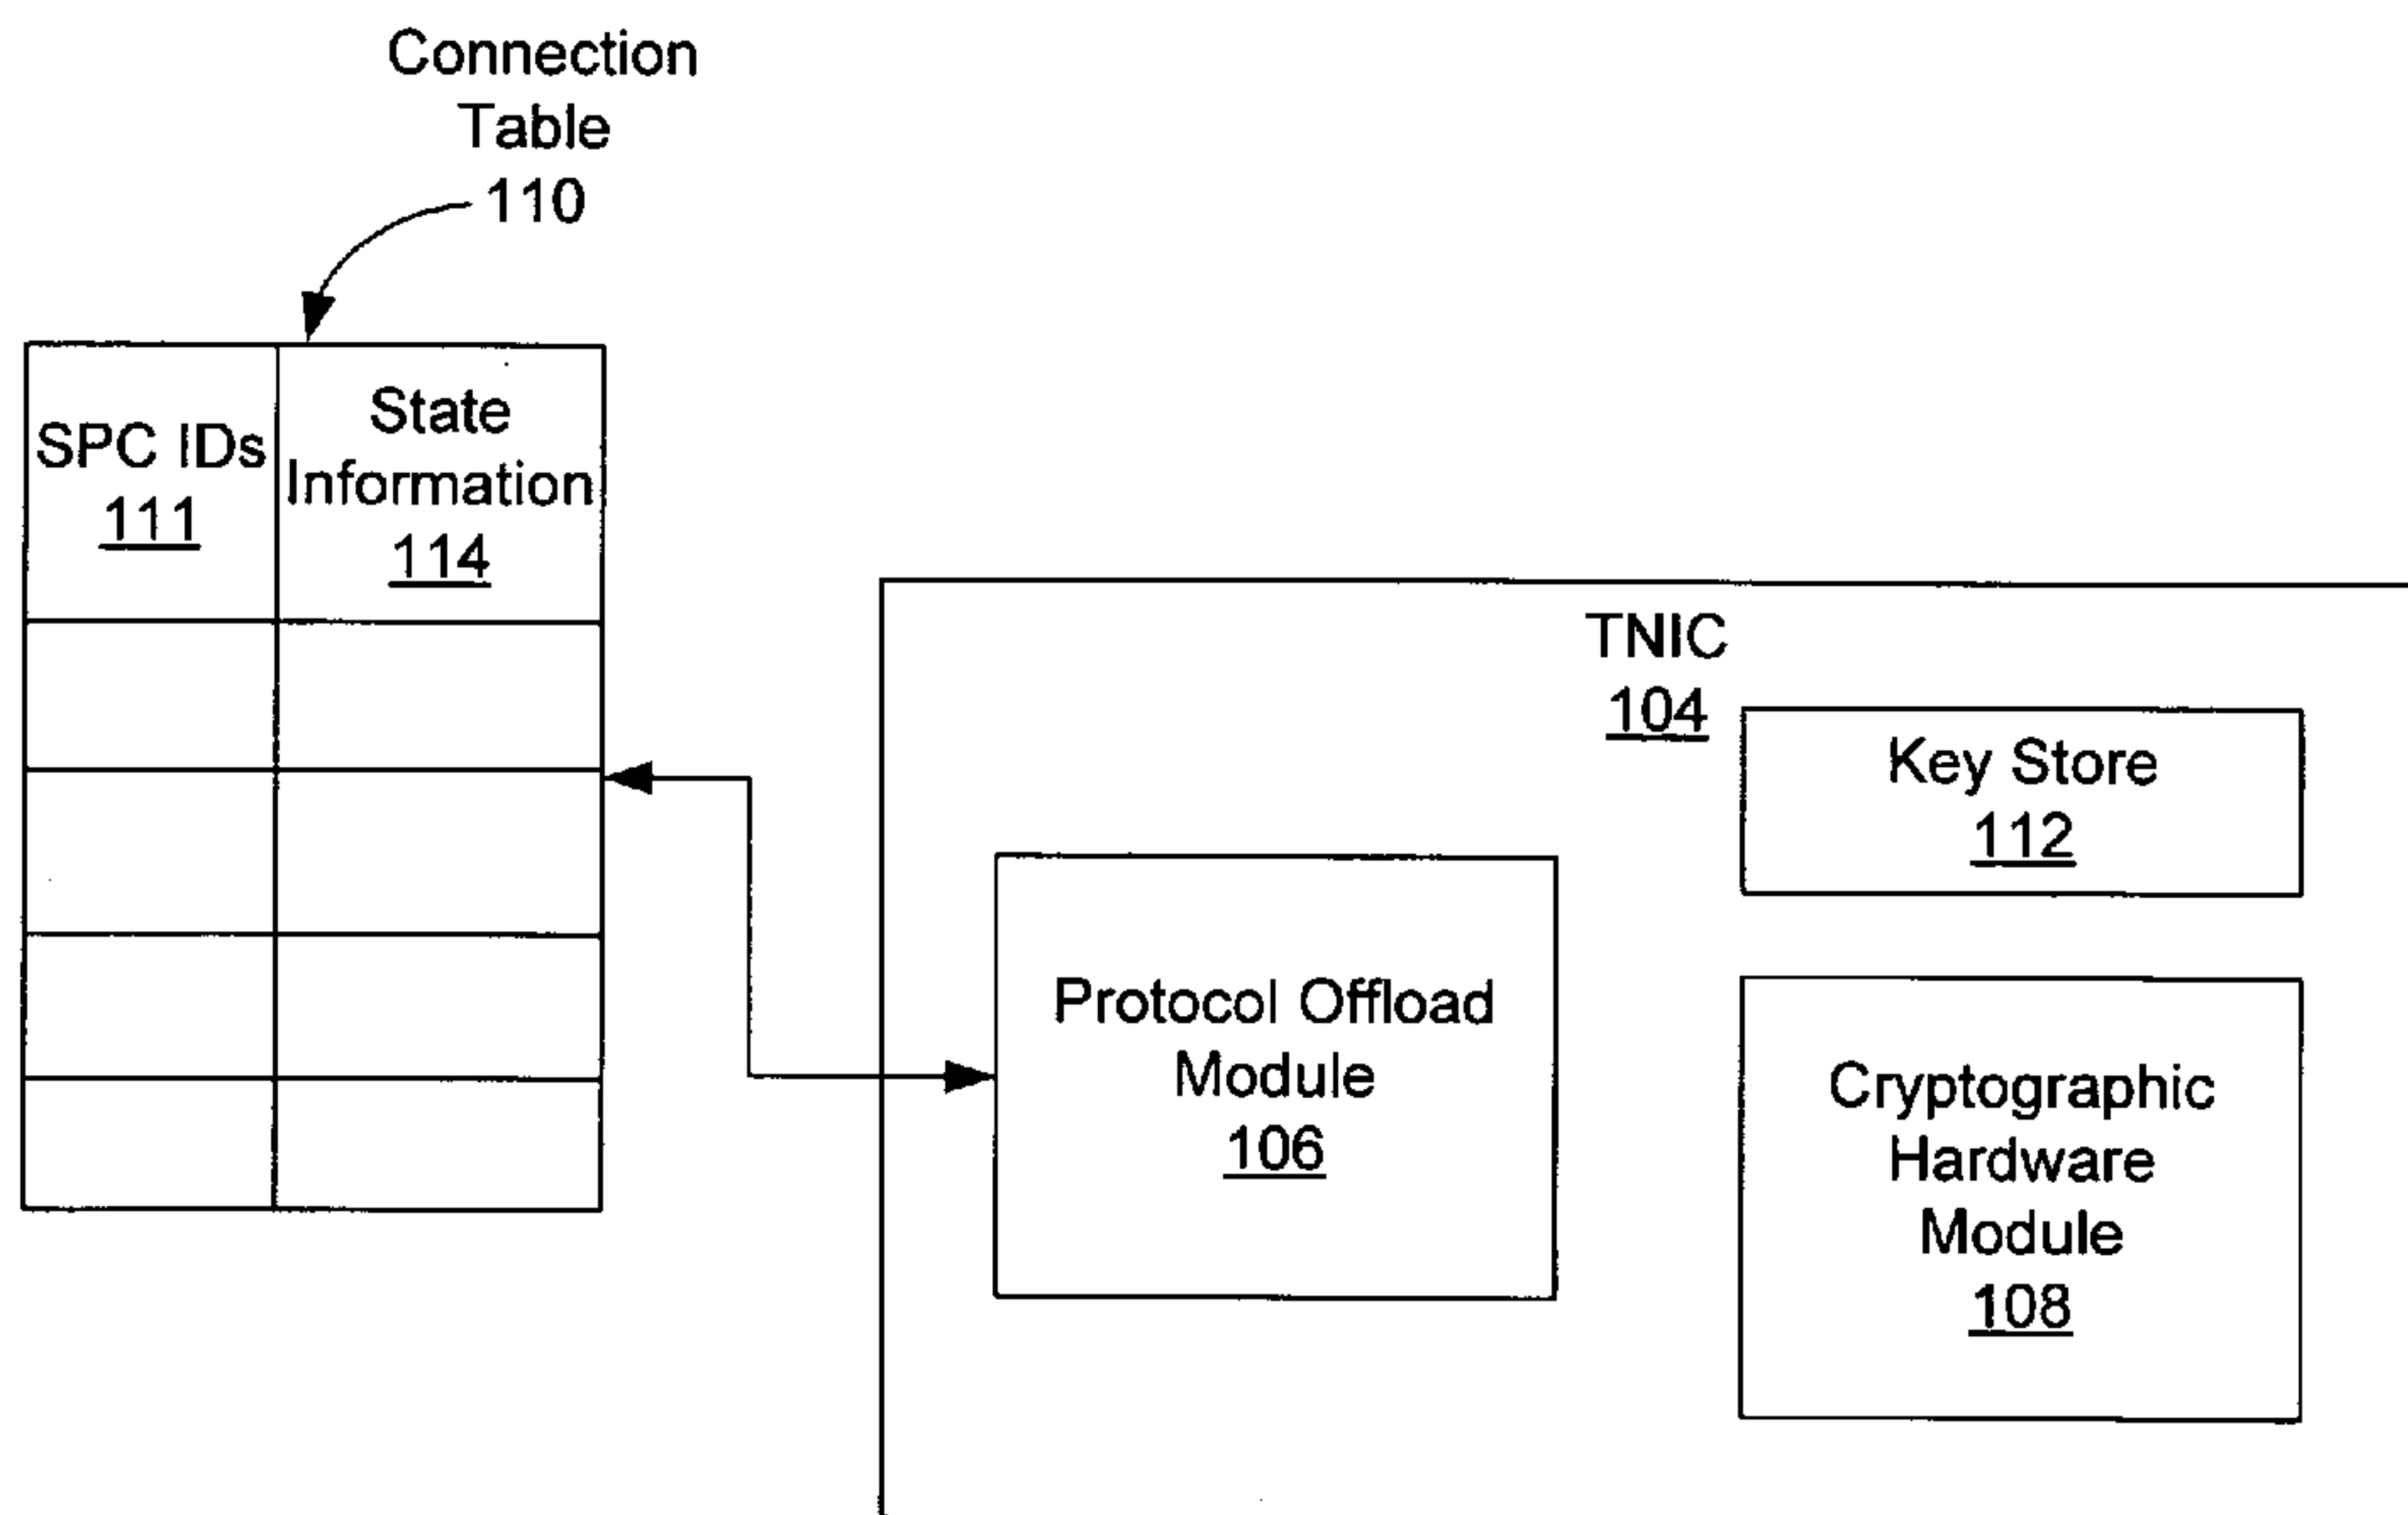 Connection
Table
110
SPC IDs
111
State
Information
114
TNIC
104
Key Store
112
Protocol Offload
Module
106
Cryptographic
Hardware
Module
108